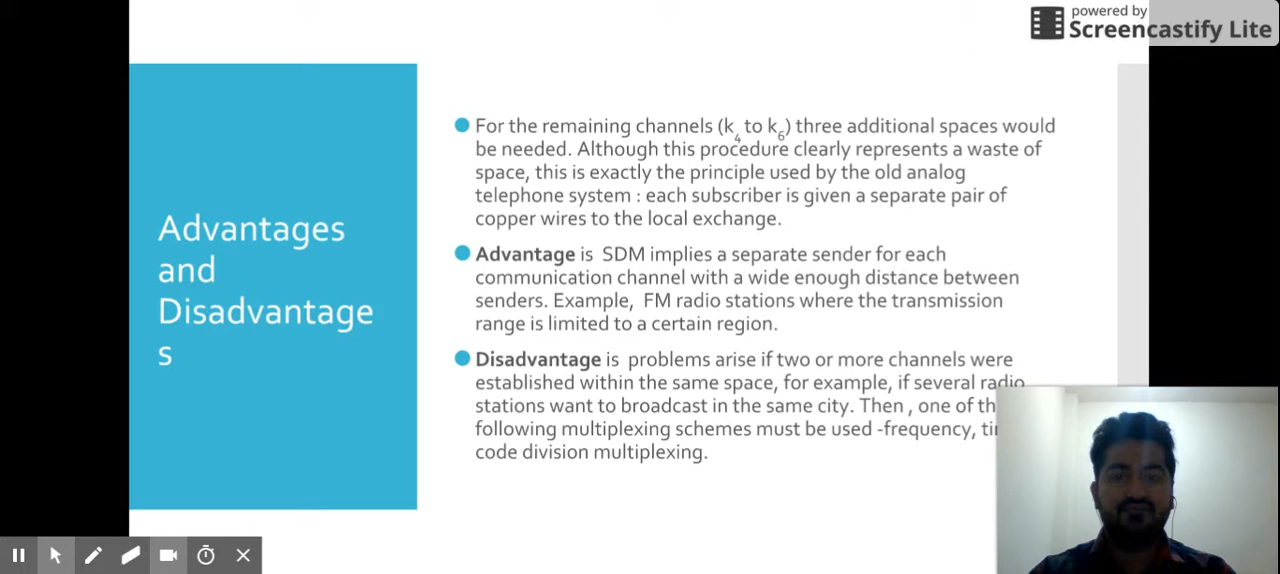 powered by
Screencastify Lite
Advantages
and
Disadvantage
s
For the remaining channels (k4 to k6) three additional spaces would
be needed. Although this procedure clearly represents a waste of
space, this is exactly the principle used by the old analog
telephone system : each subscriber is given a separate pair of
copper wires to the local exchange.
Advantage is SDM implies a separate sender for each
communication channel with a wide enough distance between
senders. Example, FM radio stations where the transmission
range is limited to a certain region.
Disadvantage is problems arise if two or more channels were
established within the same space, for example, if several radio
stations want to broadcast in the same city. Then , one of
following multiplexing schemes must be used -frequency,
code division multiplexing.